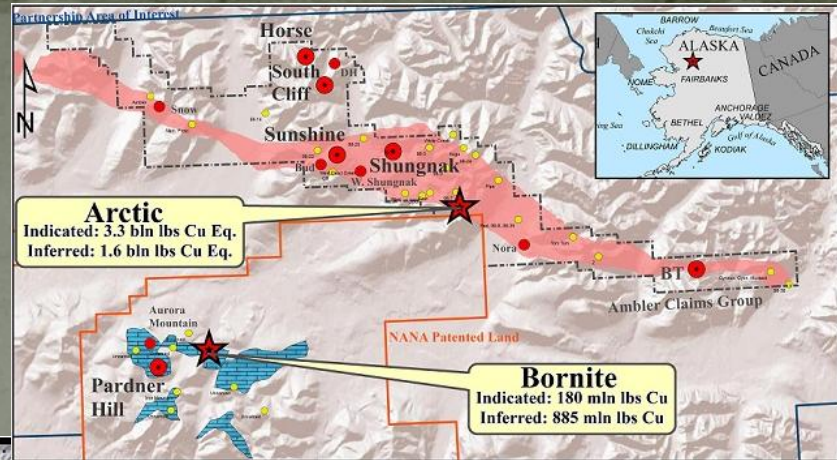 Partnership Area of Interest
BARROW
Beaufort Sea
Chukchi
Sea
ALASKA
CANADA
NOME
FAIRBANKS
BETHEL
ANCHORAGE
VALDEZ
Gulf of Alaska
DILLINGHAM
KODIAK
N
Horse
DH
South
Cliff
Snow
Sunshine
Bud
Shungnak
W. Shungnak
Arctic
Indicated: 3.3 bln lbs Cu Eq.
Inferred: 1.6 bln lbs Cu Eq.
Nora
BT
Ambler Claims Group
Aurora
Mountain
NANA Patented Land
Pardner
Hill
Bornite
Indicated: 180 mln lbs Cu
Inferred: 885 mln lbs Cu